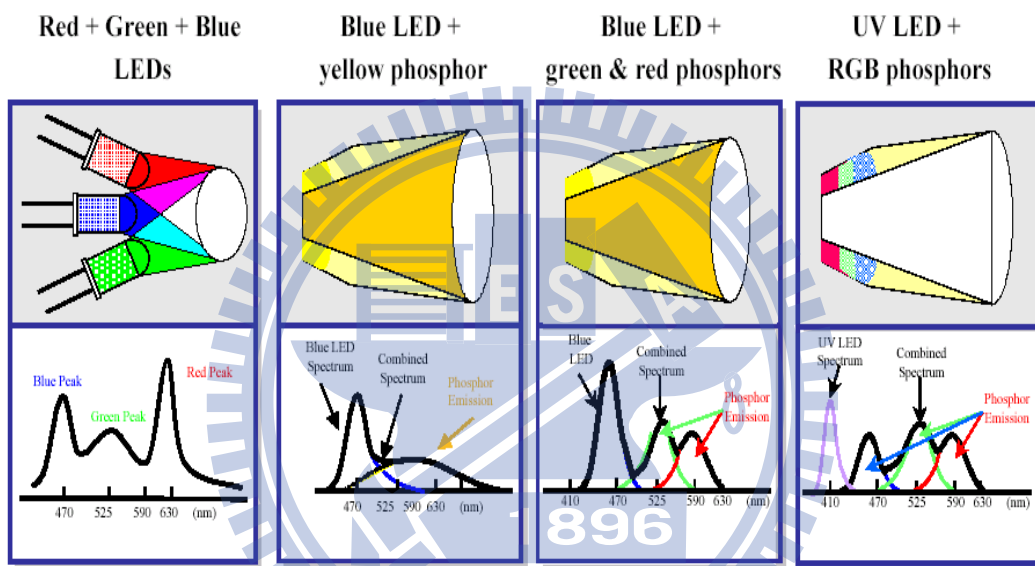 Red + Green + Blue
LEDs
Blue LED +
yellow phosphor
Blue LED +
green & red phosphors
UV LED +
RGB phosphors
E S
Blue Peak
Green Peak
Red Peak
470 525 590 630 (nm)
Blue LED
Spectrum
Combined
Spectrum
Phosphor
Emission
470 525 590 630 (nm)
Blue
LED
Combined
Spectrum
Phosphor
Emission
410 470 525 590 630 (nm)
UV LED
Spectrum
Combined
Spectrum
Phosphor
Emission
410 470 525 590 630 (nm)
8
1896